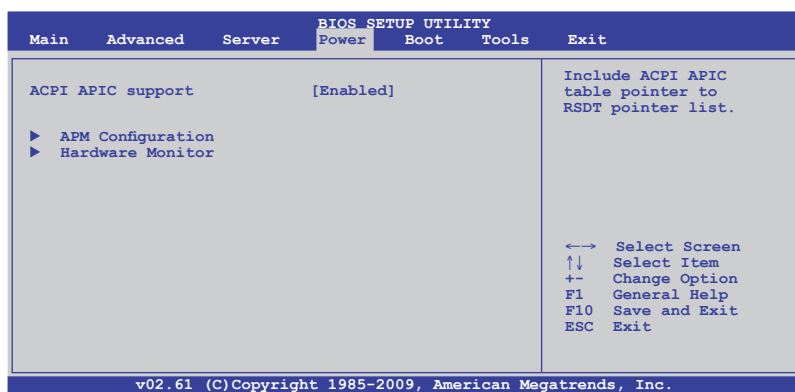 BIOS SETUP UTILITY
Main Advanced Server Power Boot Tools Exit
ACPI APIC support [Enabled]
▶ APM Configuration
▶ Hardware Monitor
Include ACPI APIC
table pointer to
RSDT pointer list.
←→ Select Screen
↑↓ Select Item
+- Change Option
F1 General Help
F10 Save and Exit
ESC Exit
v02.61 (C)Copyright 1985-2009, American Megatrends, Inc.